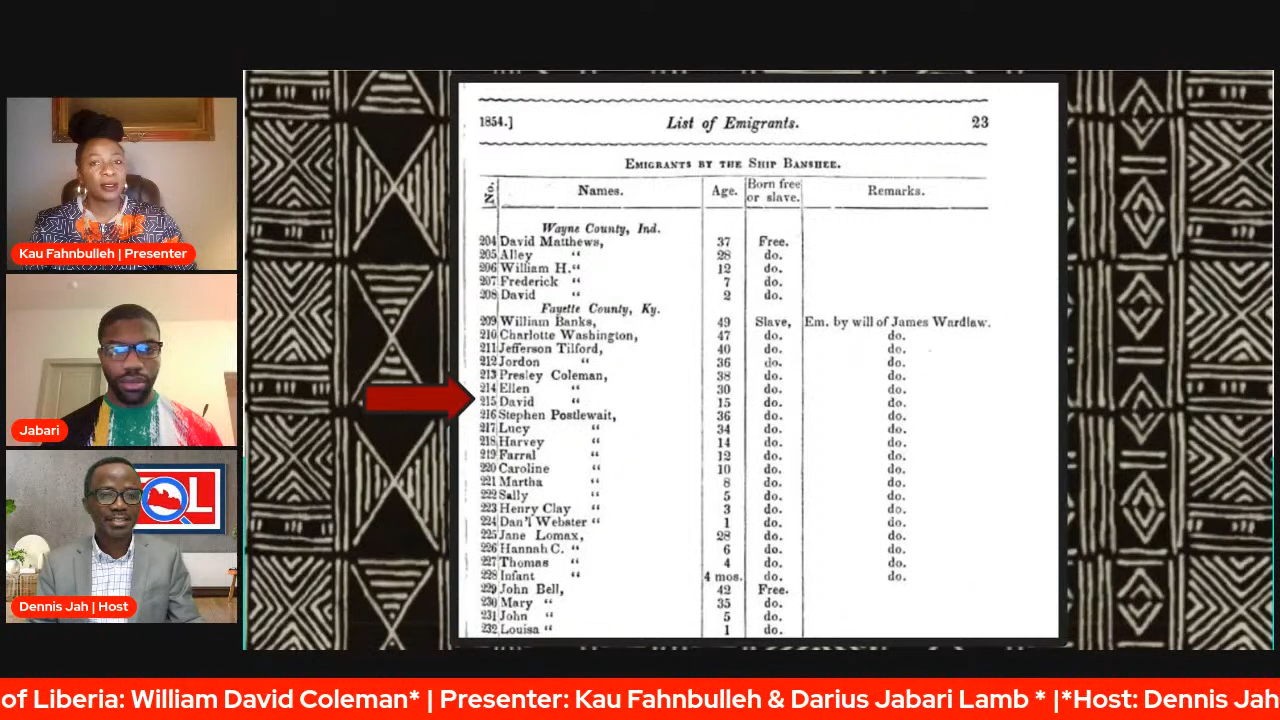 Kau Fahnbulleh | Presenter
Jabari
OL
Dennis Jah | Host
1854.] List of Emigrants. 23
EMIGRANTS BY THE SHIP BANSHEE.
No. Names. Age. Born free or slave. Remarks.
Wayne County, Ind.
204 David Matthews, 37 Free.
205 Alley “ 28 do.
206 William H. “ 12 do.
207 Frederick “ 7 do.
208 David “ 2 do.
Fayette County, Ky.
209 William Banks, 49 Slave, Em. by will of James Wardlaw.
210 Charlotte Washington, 47 do. do.
211 Jefferson Tilford, 40 do. do.
212 Jordon “ 36 do. do.
213 Presley Coleman, 38 do. do.
214 Ellen “ 30 do. do.
215 David “ 15 do. do.
216 Stephen Postlewait, 36 do. do.
217 Lucy “ 34 do. do.
218 Harvey “ 14 do. do.
219 Farral “ 12 do. do.
220 Caroline “ 10 do. do.
221 Martha “ 8 do. do.
222 Sally “ 5 do. do.
223 Henry Clay “ 3 do. do.
224 Dan'l Webster “ 1 do. do.
225 Jane Lomax, 28 do. do.
226 Hannah C. “ 6 do. do.
227 Thomas “ 4 do. do.
228 Infant “ 4 mos. do. do.
229 John Bell, 42 Free.
230 Mary “ 35 do.
231 John “ 5 do.
232 Louisa “ 1 do.
of Liberia: William David Coleman* | Presenter: Kau Fahnbulleh & Darius Jabari Lamb * |*Host: Dennis Jah